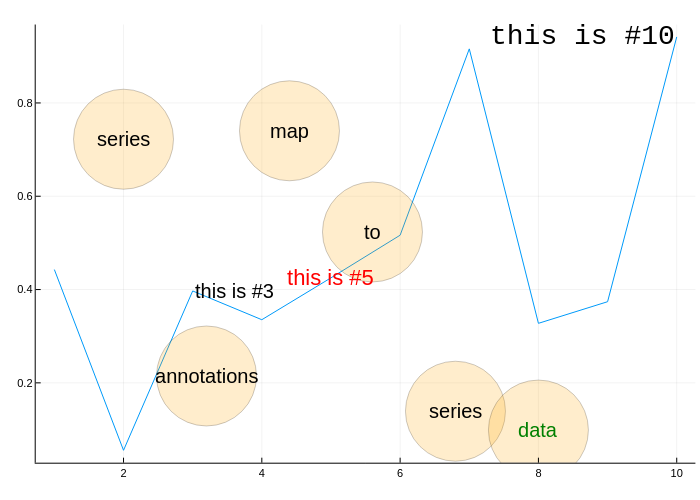 this is #10
0.8
series
map
0.6
to
this is #5
0.4
this is #3
annotations
0.2
series
data
2
4
6
8
10